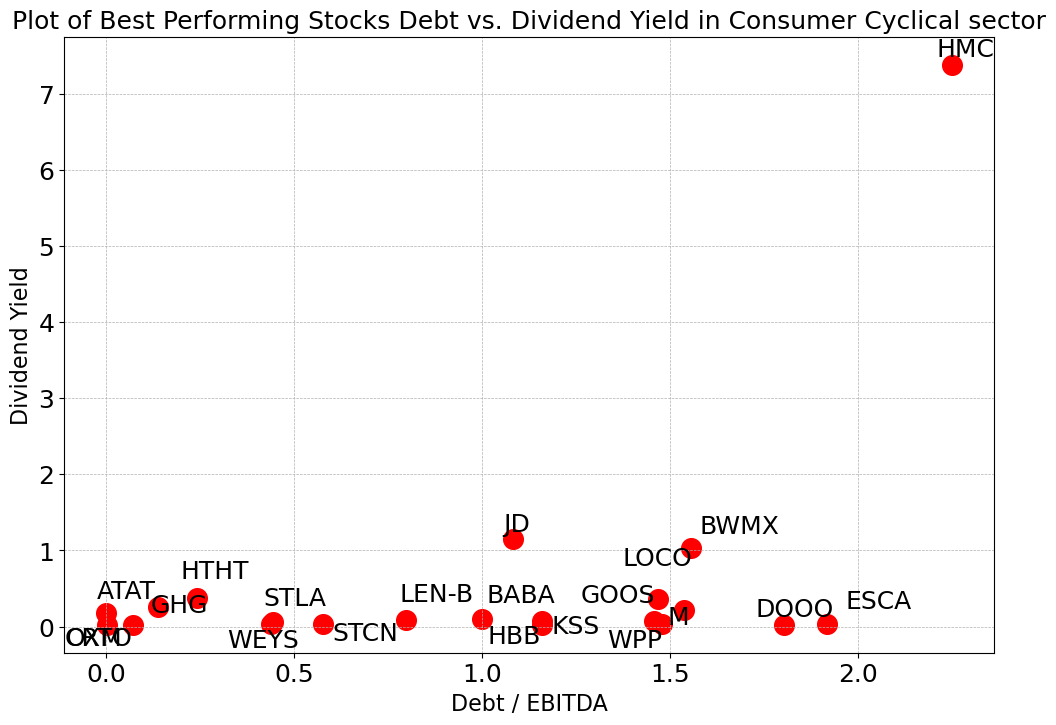 Plot of Best Performing Stocks Debt vs. Dividend Yield in Consumer Cyclical sector
HMC
7
6
5
4
3
2
1
0
Dividend Yield
JD
BWMX
LOCO
HTHT
ATAT
GHG
STLA
LEN-B
BABA
GOOS
M
DOOO
ESCA
WEYS
STCN
HBB
KSS
WPP
0.0
0.5
1.0
1.5
2.0
Debt / EBITDA